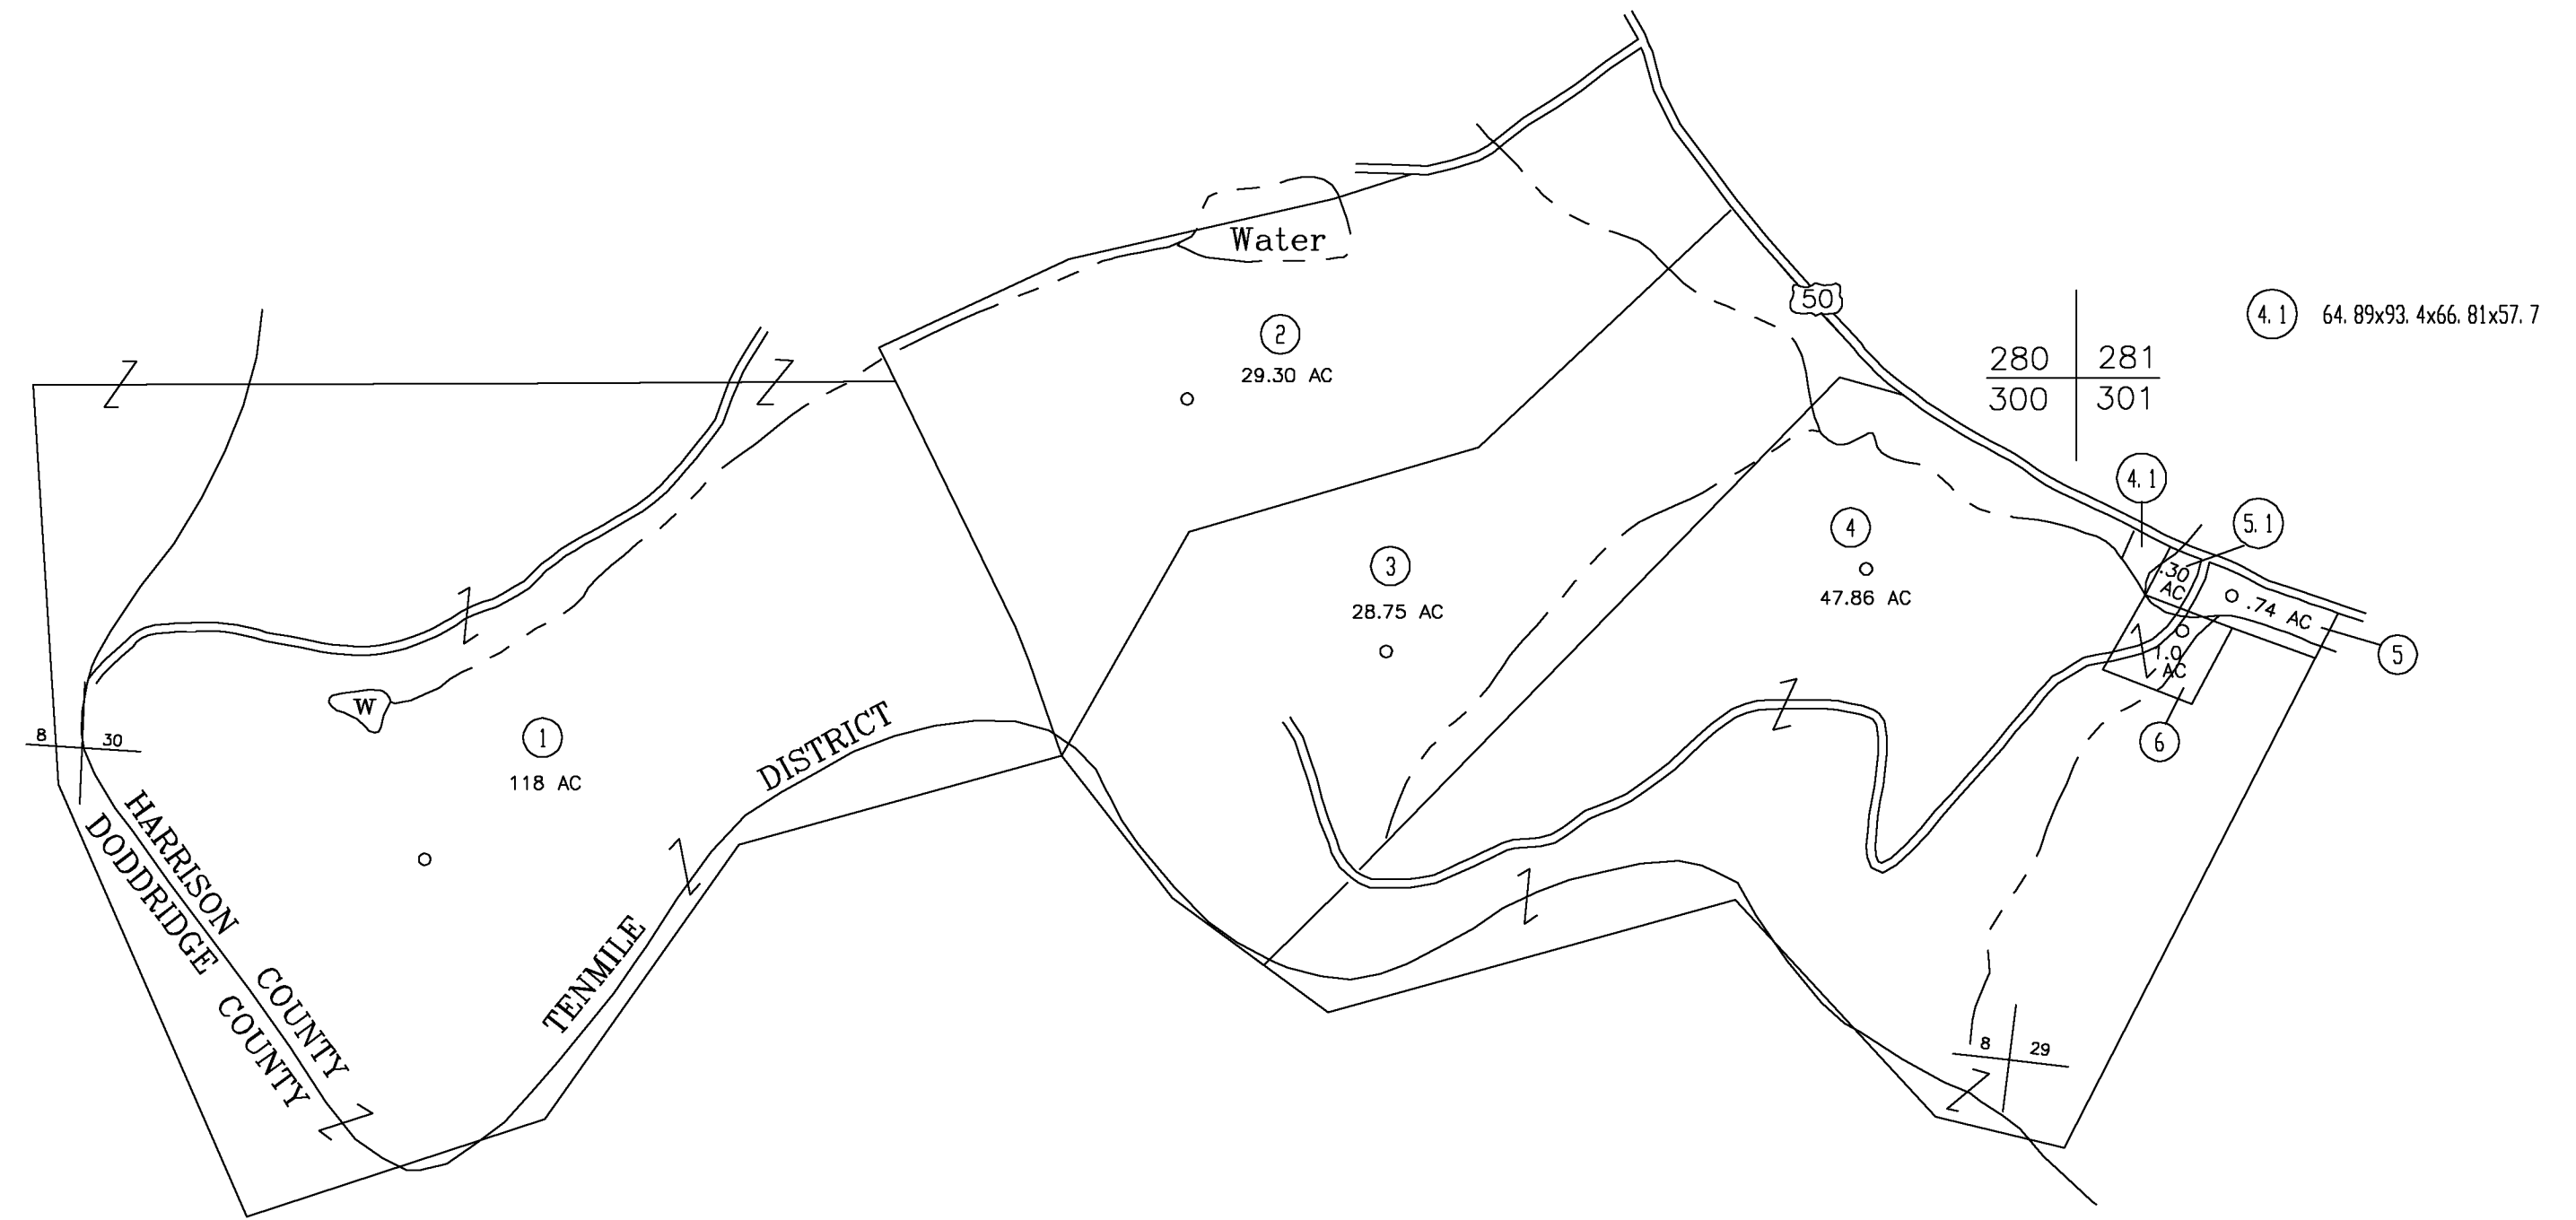 Water
50
2
29.30 AC
280 281
300 301
4.1 64.89x93.4x66.81x57.7
4.1
5.1
4
47.86 AC
3
28.75 AC
.30
AC
.74 AC
5
1.0
AC
6
W
8 30
1
118 AC
DISTRICT
TENMILE
HARRISON COUNTY
DODDRIDGE COUNTY
8 29